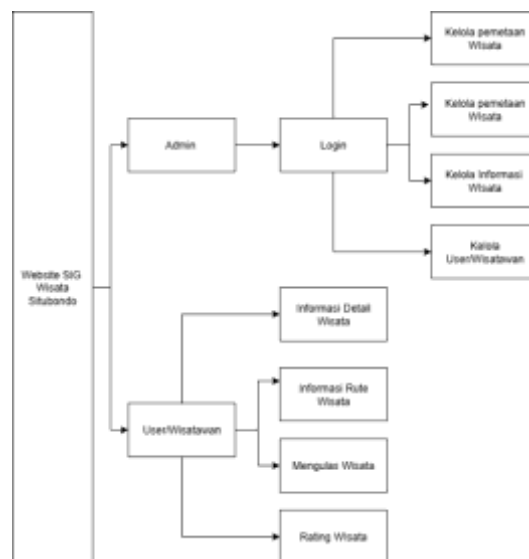 Website SIG
Wisata
Situbondo
Admin
Login
Kelola pemetaan
Wisata
Kelola pemetaan
Wisata
Kelola Informasi
Wisata
Kelola
User/Wisatawan
User/Wisatawan
Informasi Detail
Wisata
Informasi Rute
Wisata
Mengulas Wisata
Rating Wisata